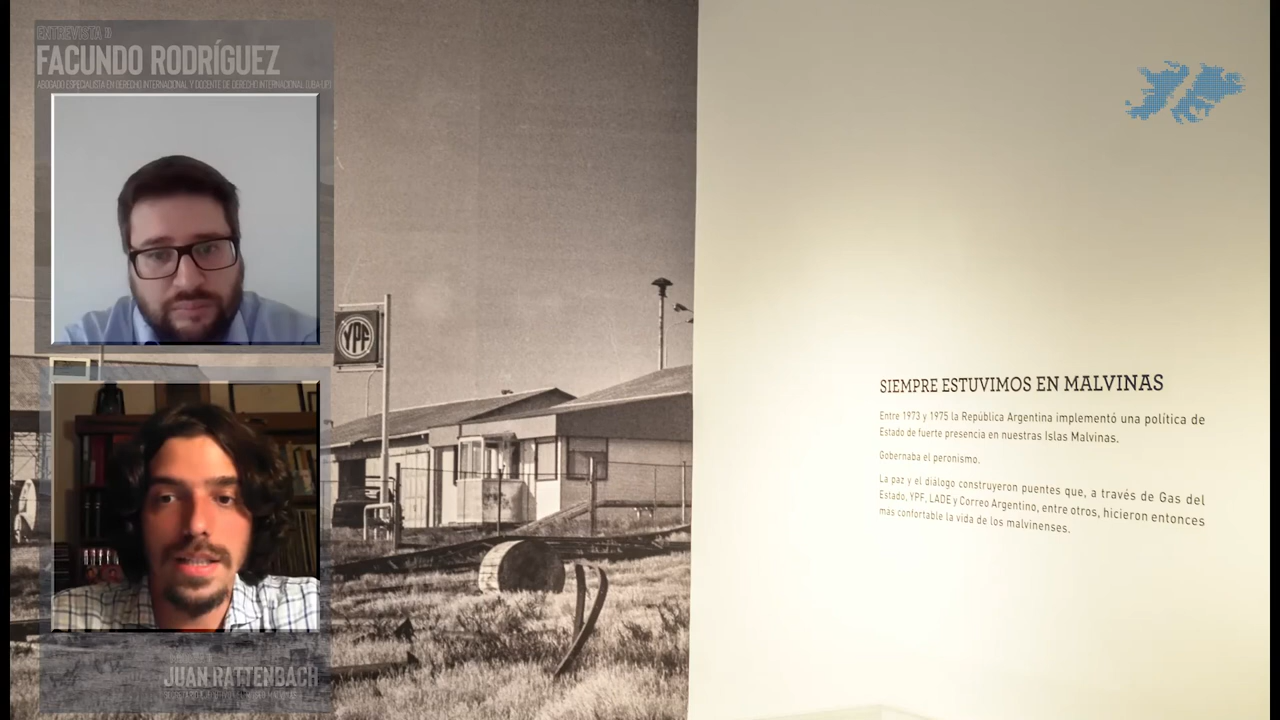 ENTREVISTA »
FACUNDO RODRÍGUEZ
ABOGADO ESPECIALISTA EN DERECHO INTERNACIONAL Y DOCENTE DE DERECHO INTERNACIONAL (UBA-UP)
YPF
SIEMPRE ESTUVIMOS EN MALVINAS
Entre 1973 y 1975 la República Argentina implementó una política de
Estado de fuerte presencia en nuestras Islas Malvinas.
Gobernaba el peronismo.
La paz y el diálogo construyeron puentes que, a través de Gas del
Estado, YPF, LADE y Correo Argentino, entre otros, hicieron entonces
más confortable la vida de los malvinenses.
JUAN RATTENBACH